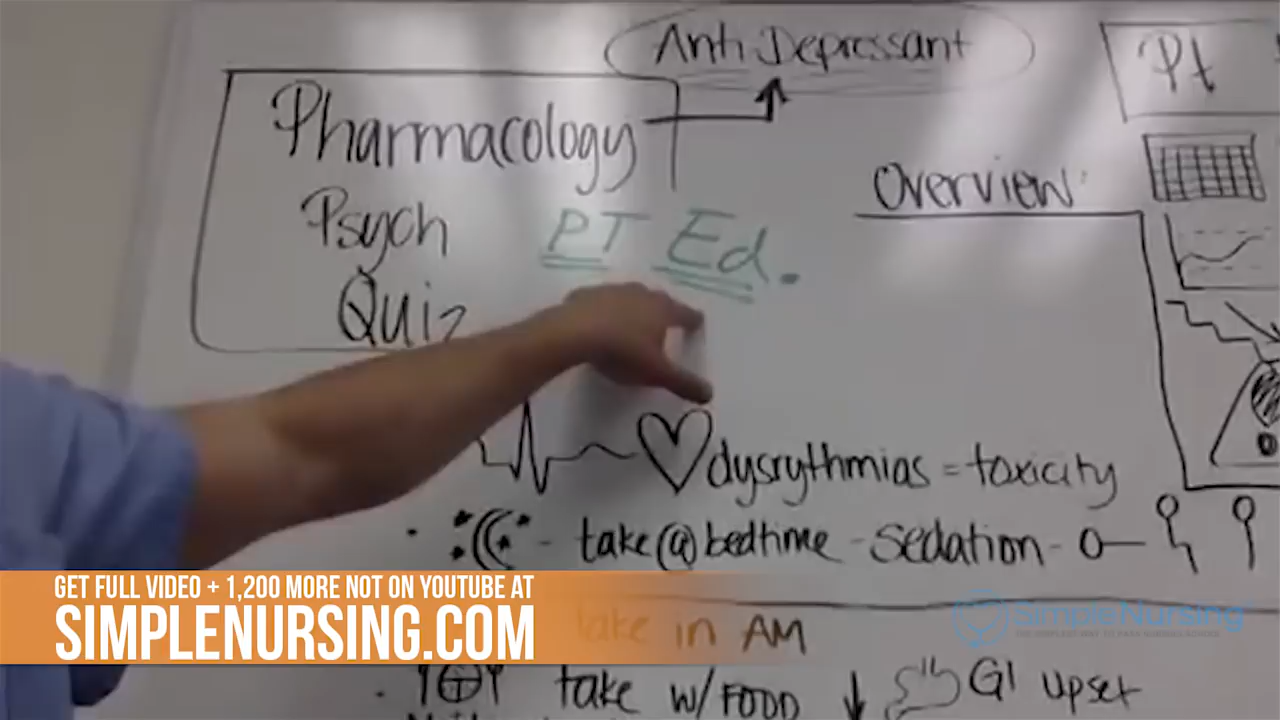 Anti Depressant
Pt
Pharmacology
Overview:
Psych
PT Ed.
Quiz
dysrythmias = toxicity
- take @ bedtime - sedation -
GET FULL VIDEO + 1,200 MORE NOT ON YOUTUBE AT
SIMPLENURSING.COM
SimpleNursing
take in AM
take w/ FOOD ↓ GI upset